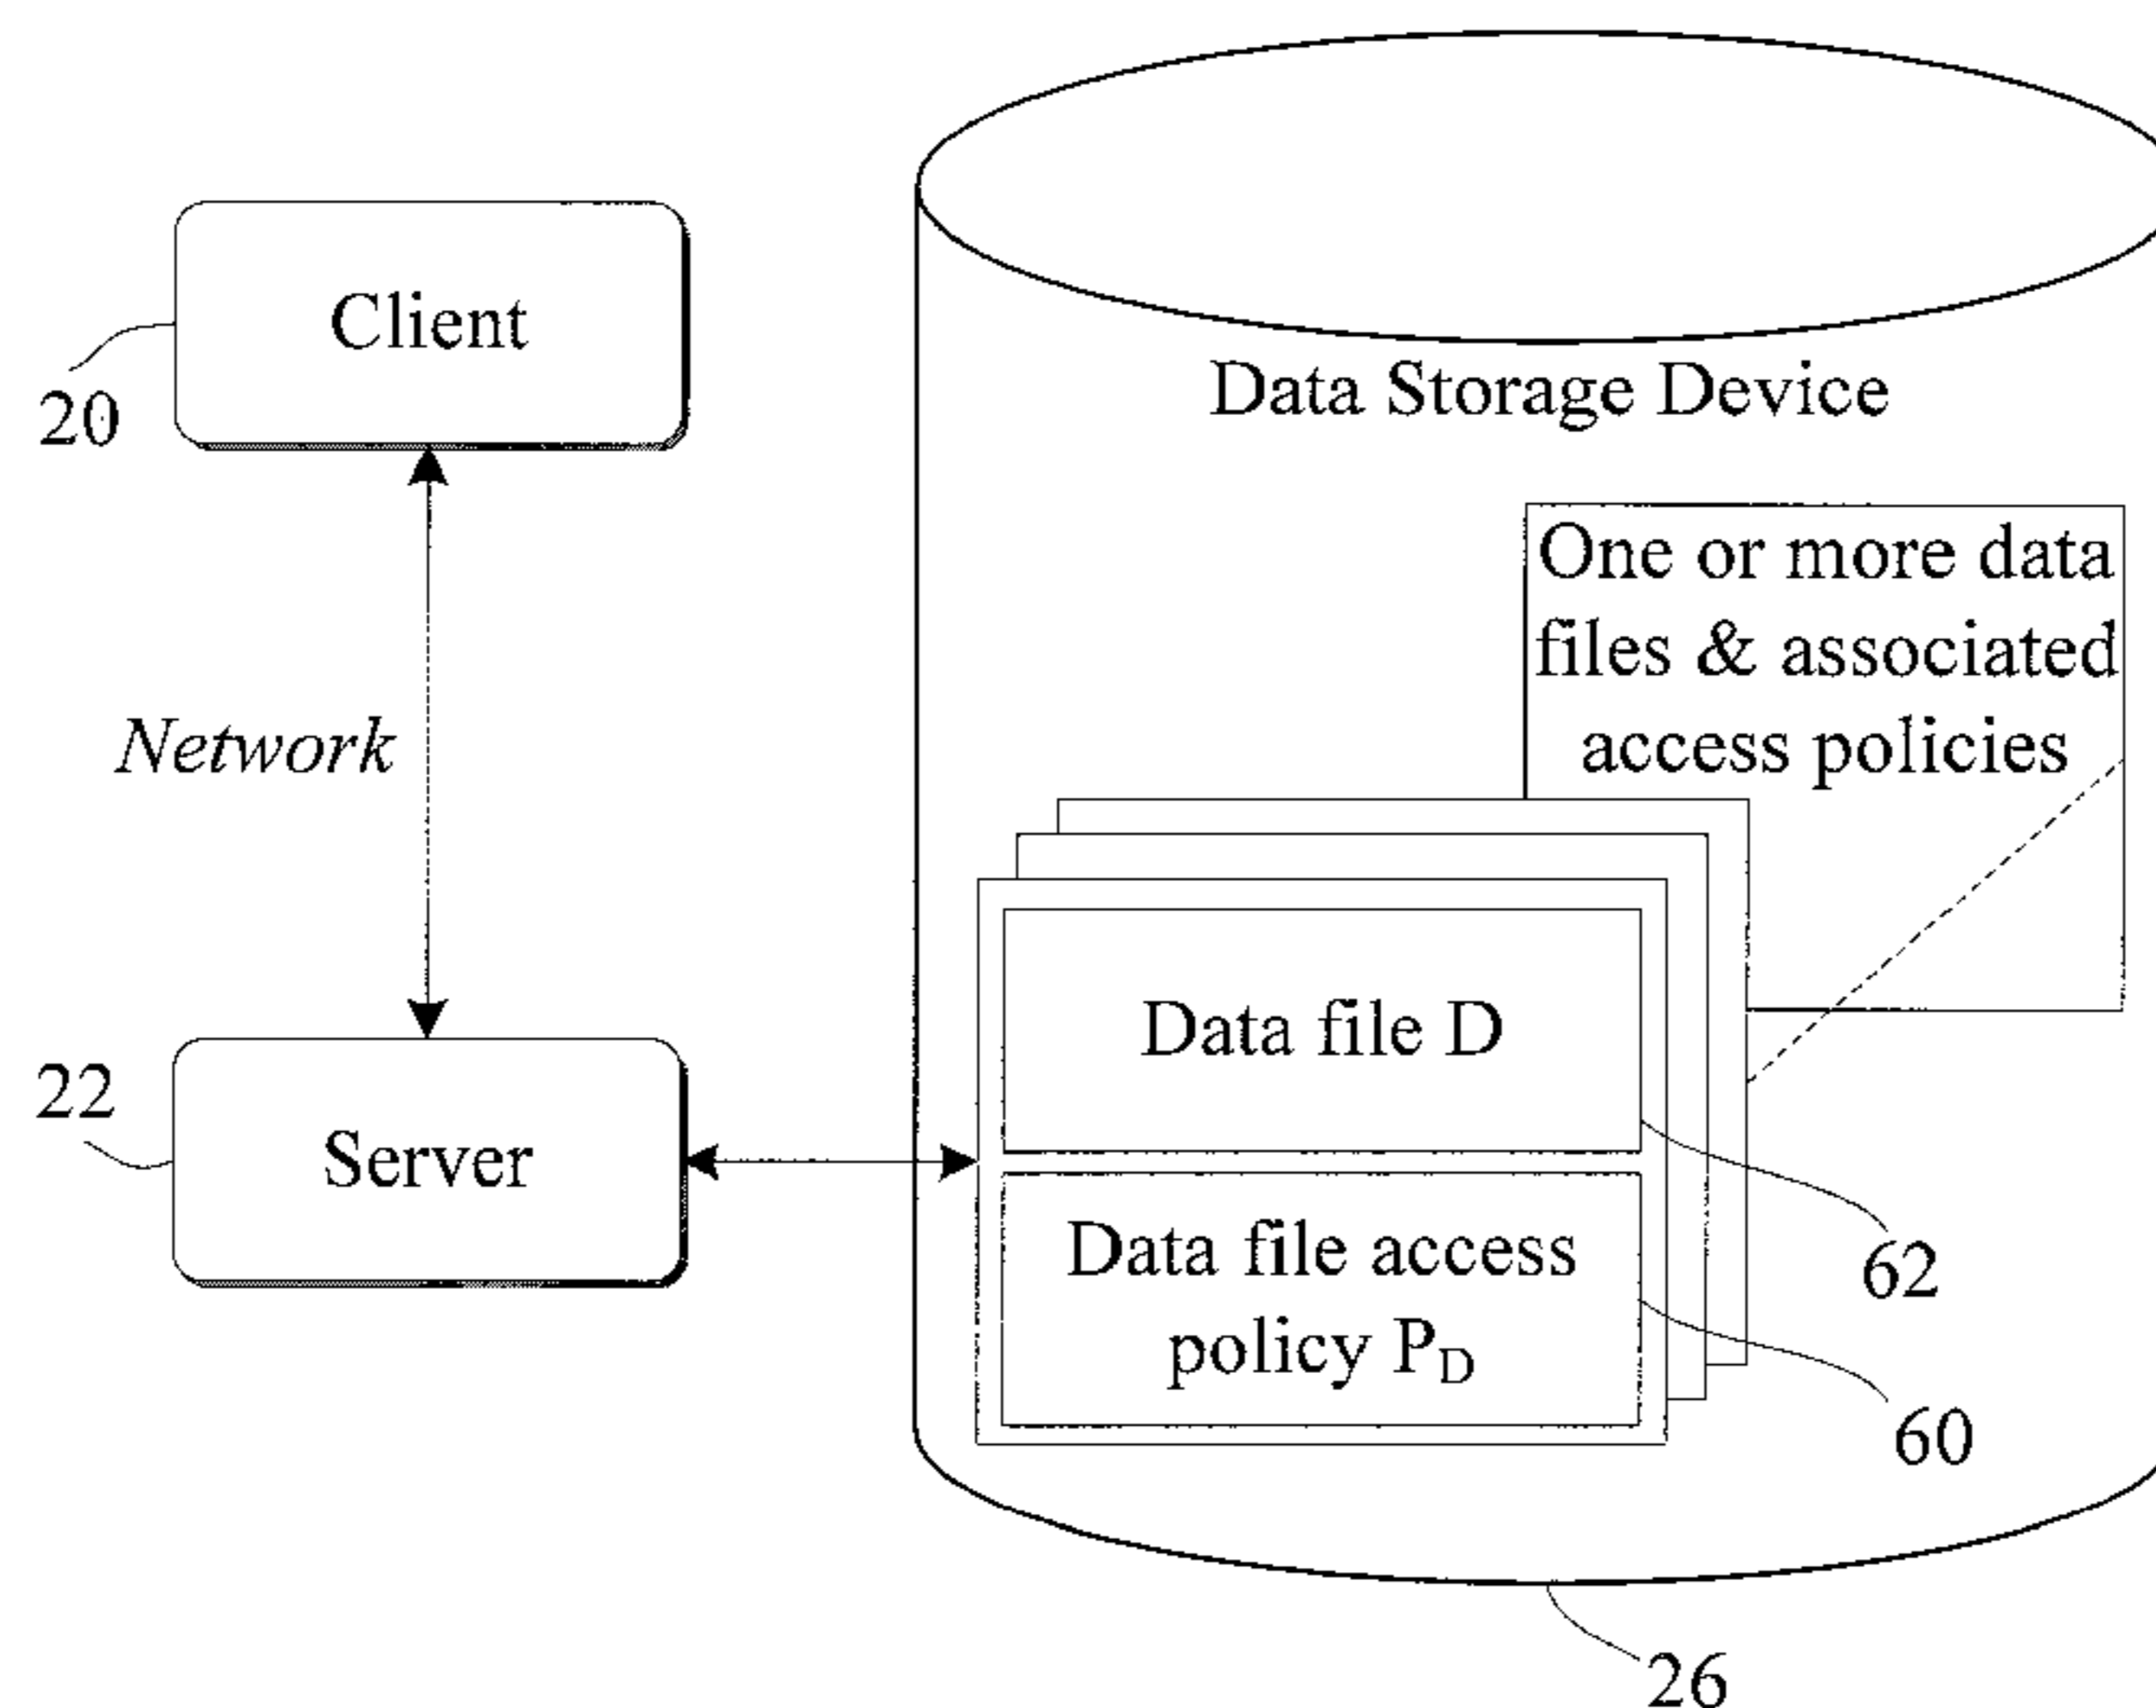 Client
20
Data Storage Device
One or more data
files & associated
access policies
Network
Data file D
22
Server
Data file access
policy P_D
62
60
26